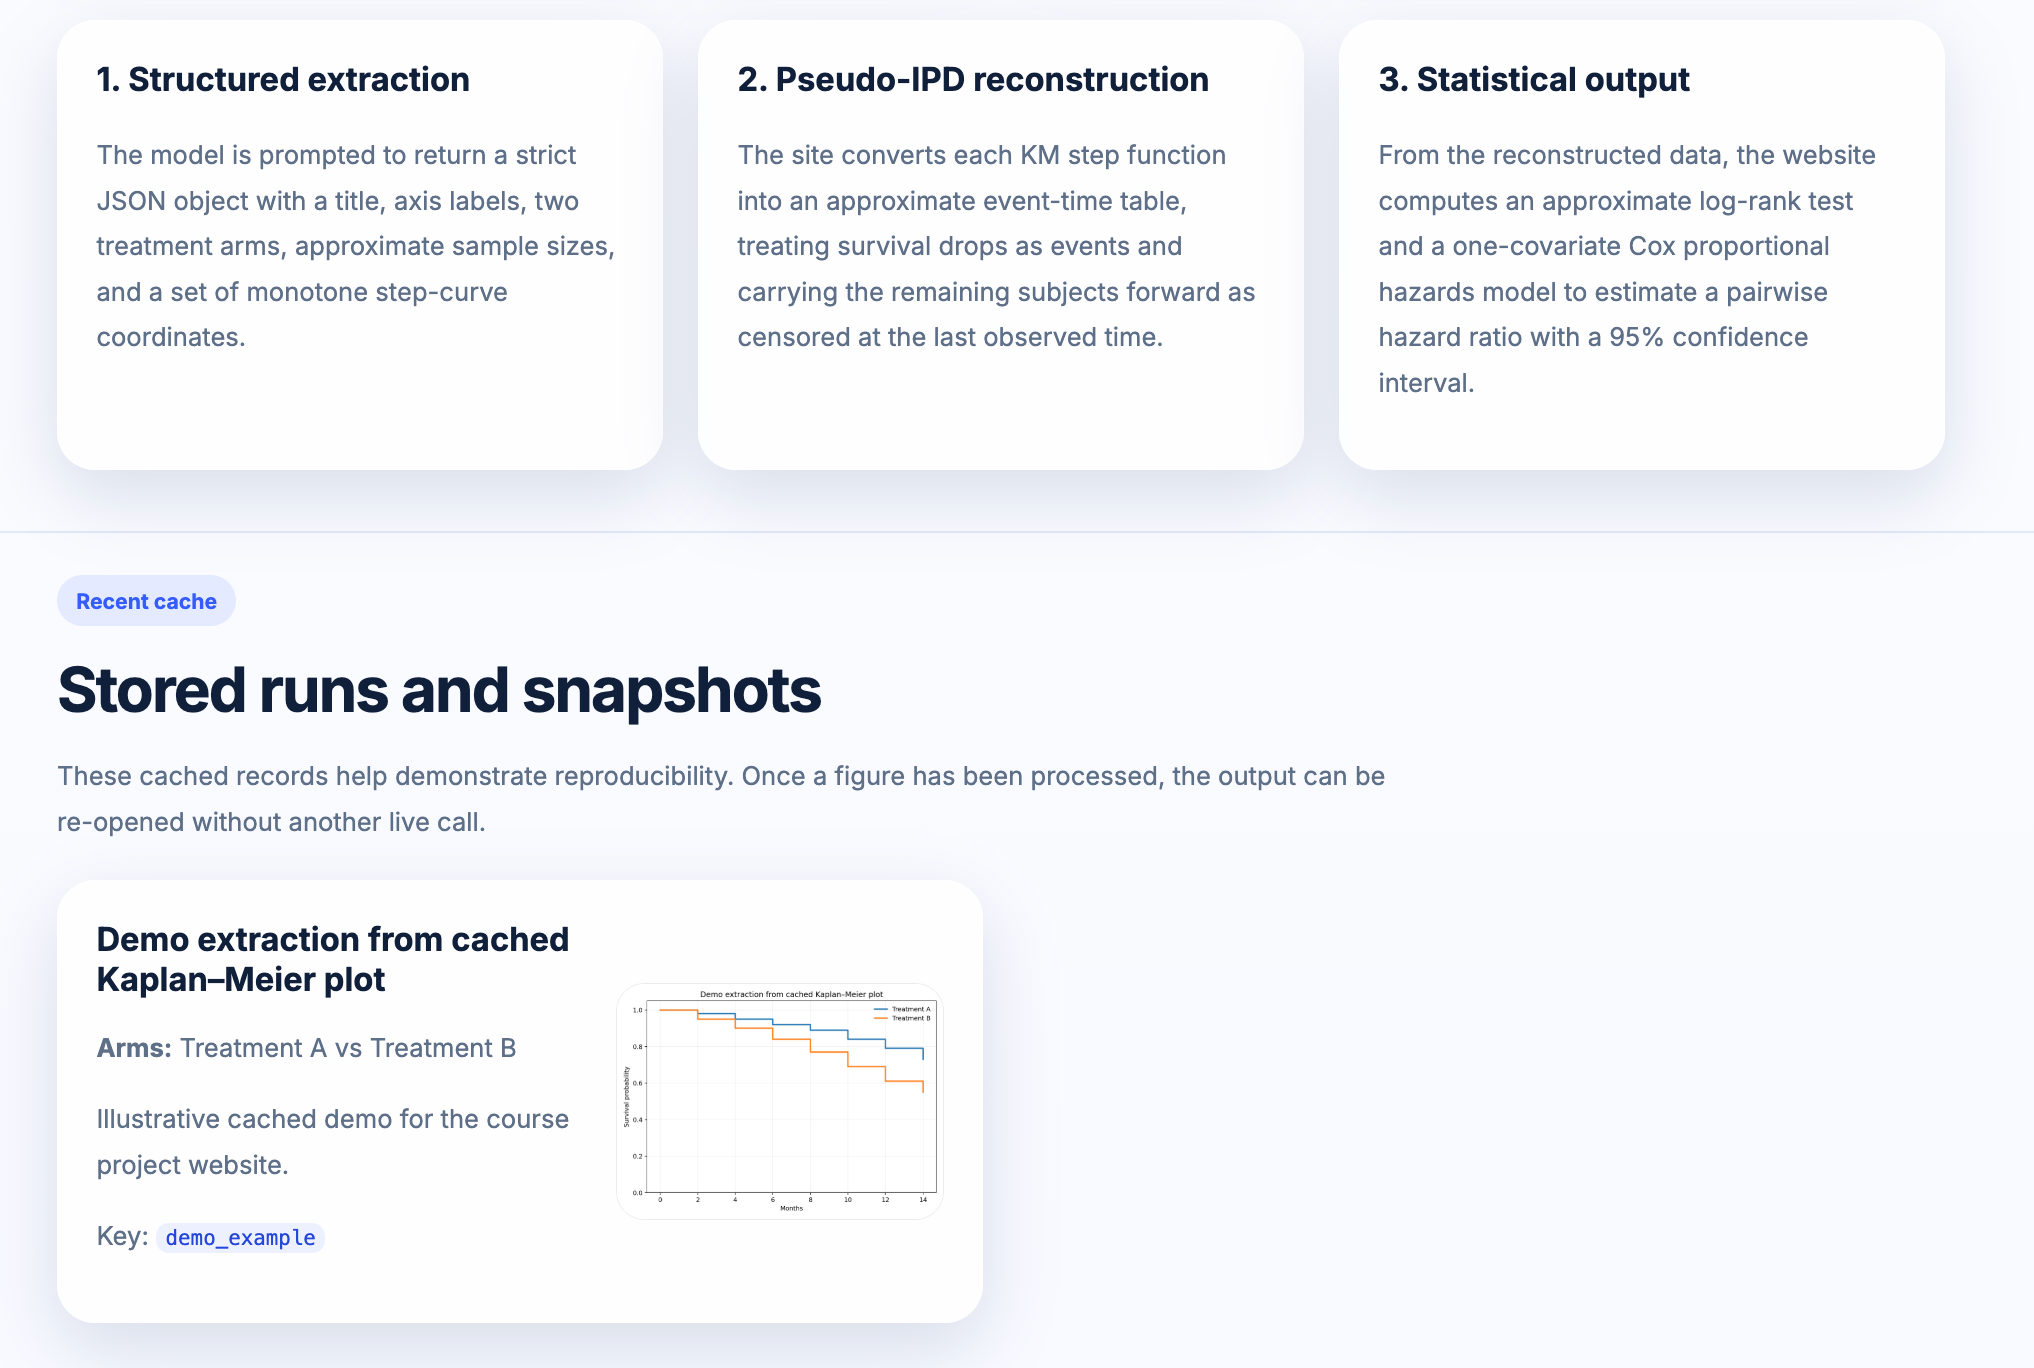 1. Structured extraction
The model is prompted to return a strict
JSON object with a title, axis labels, two
treatment arms, approximate sample sizes,
and a set of monotone step-curve
coordinates.
2. Pseudo-IPD reconstruction
The site converts each KM step function
into an approximate event-time table,
treating survival drops as events and
carrying the remaining subjects forward as
censored at the last observed time.
3. Statistical output
From the reconstructed data, the website
computes an approximate log-rank test
and a one-covariate Cox proportional
hazards model to estimate a pairwise
hazard ratio with a 95% confidence
interval.
Recent cache
Stored runs and snapshots
These cached records help demonstrate reproducibility. Once a figure has been processed, the output can be
re-opened without another live call.
Demo extraction from cached
Kaplan–Meier plot
Arms: Treatment A vs Treatment B
Illustrative cached demo for the course
project website.
Key: demo_example
Demo extraction from cached Kaplan–Meier plot
Treatment A
Treatment B
Survival probability
1.0
0.8
0.6
0.4
0.2
0.0
0 2 4 6 8 10 12 14
Months